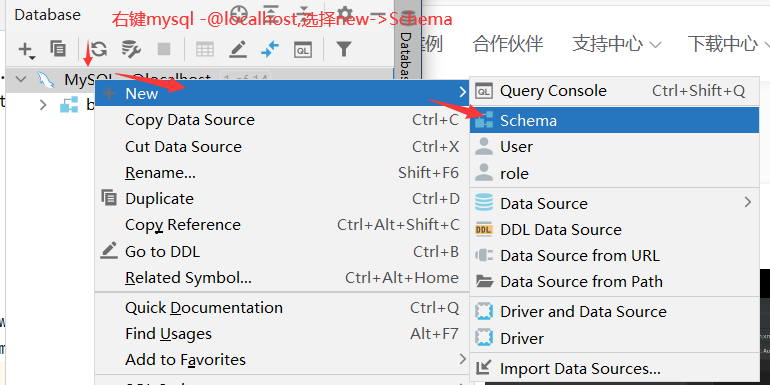 Database
右键mysql -@localhost,选择new->Schema
Database
案例 合作伙伴 支持中心 下载中心
QL
MySQL - @localhost 1 of 14
b
New
Copy Data Source Ctrl+C
Cut Data Source Ctrl+X
Rename... Shift+F6
Duplicate Ctrl+D
Copy Reference Ctrl+Alt+Shift+C
Go to DDL Ctrl+B
Related Symbol... Ctrl+Alt+Home
Quick Documentation Ctrl+Q
Find Usages Alt+F7
Add to Favorites
QL Query Console Ctrl+Shift+Q
Schema
User
role
Data Source
DDL DDL Data Source
Data Source from URL
Data Source from Path
Driver and Data Source
Driver
Import Data Sources...